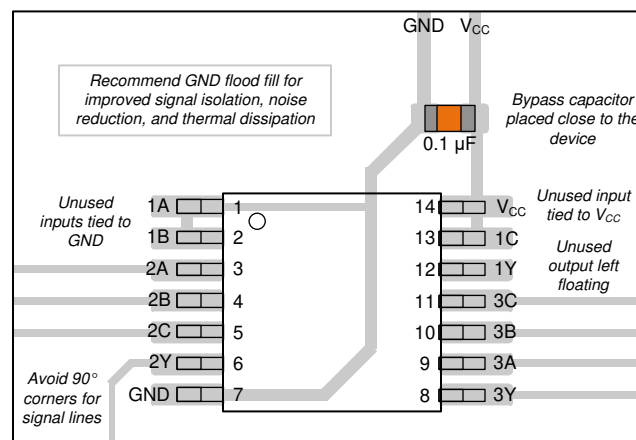 GND VCC
Recommend GND flood fill for
improved signal isolation, noise
reduction, and thermal dissipation
Bypass capacitor
placed close to the
device
0.1 µF
Unused
inputs tied to
GND
1A 1 14 VCC
1B 2 13 1C
2A 3 12 1Y
2B 4 11 3C
2C 5 10 3B
2Y 6 9 3A
GND 7 8 3Y
Unused input
tied to VCC
Unused
output left
floating
Avoid 90°
corners for
signal lines